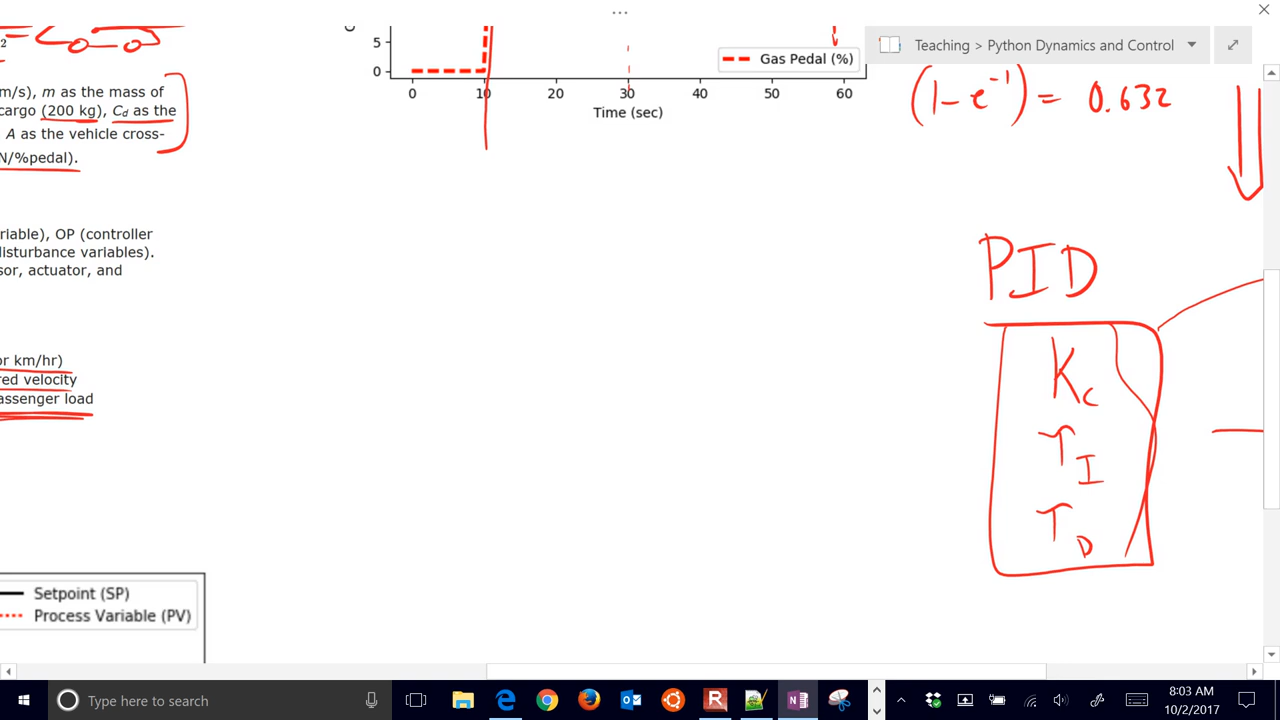 ...
Teaching > Python Dynamics and Control
2 =
m/s), m as the mass of
cargo (200 kg), Cd as the
A as the vehicle cross-
N/%pedal).
5
0
Gas Pedal (%)
0 10 20 30 40 50 60
Time (sec)
(1 - e⁻¹) = 0.632
riable), OP (controller
disturbance variables).
sor, actuator, and
PID
Kc
τI
τD
or km/hr)
red velocity
assenger load
Setpoint (SP)
Process Variable (PV)
Type here to search
8:03 AM
10/2/2017